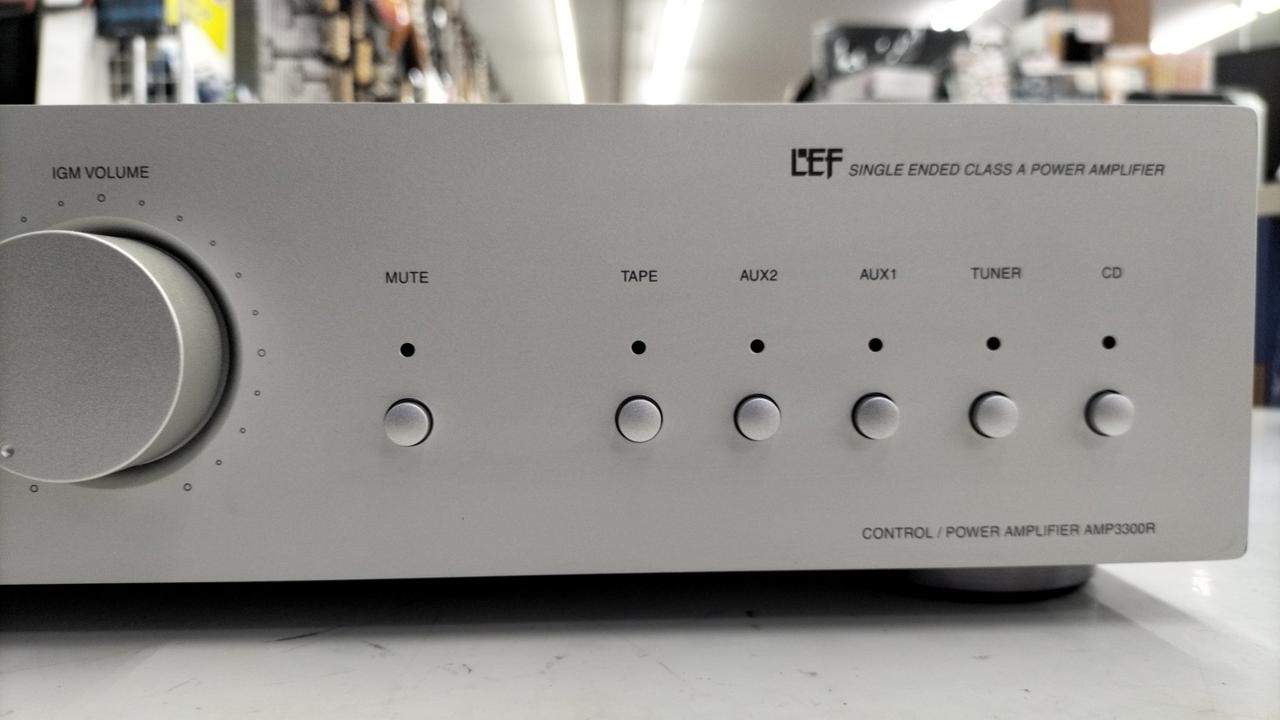 IGM VOLUME
LEF SINGLE ENDED CLASS A POWER AMPLIFIER
MUTE
TAPE
AUX2
AUX1
TUNER
CD
CONTROL / POWER AMPLIFIER AMP3300R